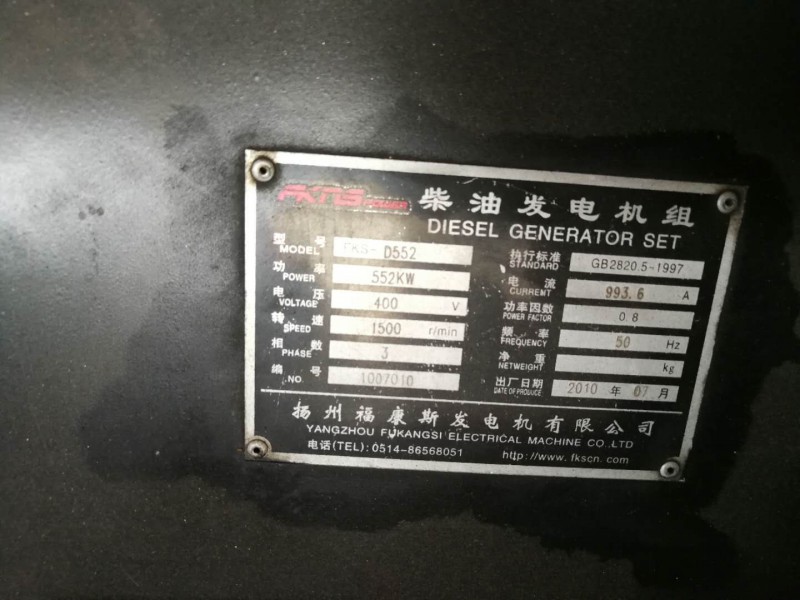 FKNS POWER 柴油发电机组
DIESEL GENERATOR SET
型号 MODEL FKS-D552
执行标准 STANDARD GB2820.5-1997
功率 POWER 552KW
电流 CURRENT 993.6 A
电压 VOLTAGE 400 V
功率因数 POWER FACTOR 0.8
转速 SPEED 1500 r/min
频率 FREQUENCY 50 Hz
相数 PHASE 3
净重 NETWEIGHT kg
编号 NO. 1007010
出厂日期 DATE OF PRODUCE 2010 年 07 月
扬州福康斯发电机有限公司
YANGZHOU FUKANGSI ELECTRICAL MACHINE CO.,LTD
电话(TEL):0514-86568051 http://www.fkscn.com